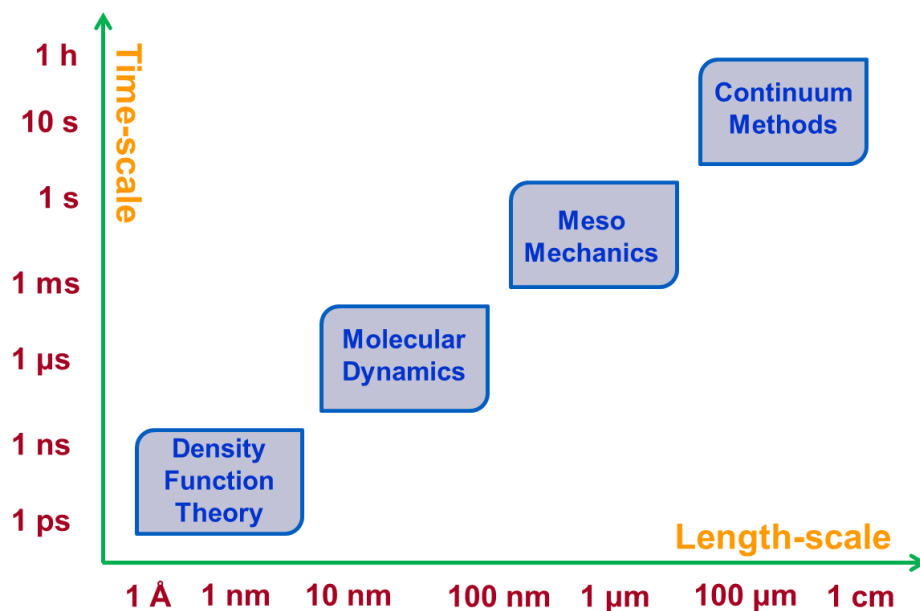 1 h
10 s
1 s
1 ms
1 µs
1 ns
1 ps
Time-scale
Continuum
Methods
Meso
Mechanics
Molecular
Dynamics
Density
Function
Theory
Length-scale
1 Å 1 nm 10 nm 100 nm 1 µm 100 µm 1 cm